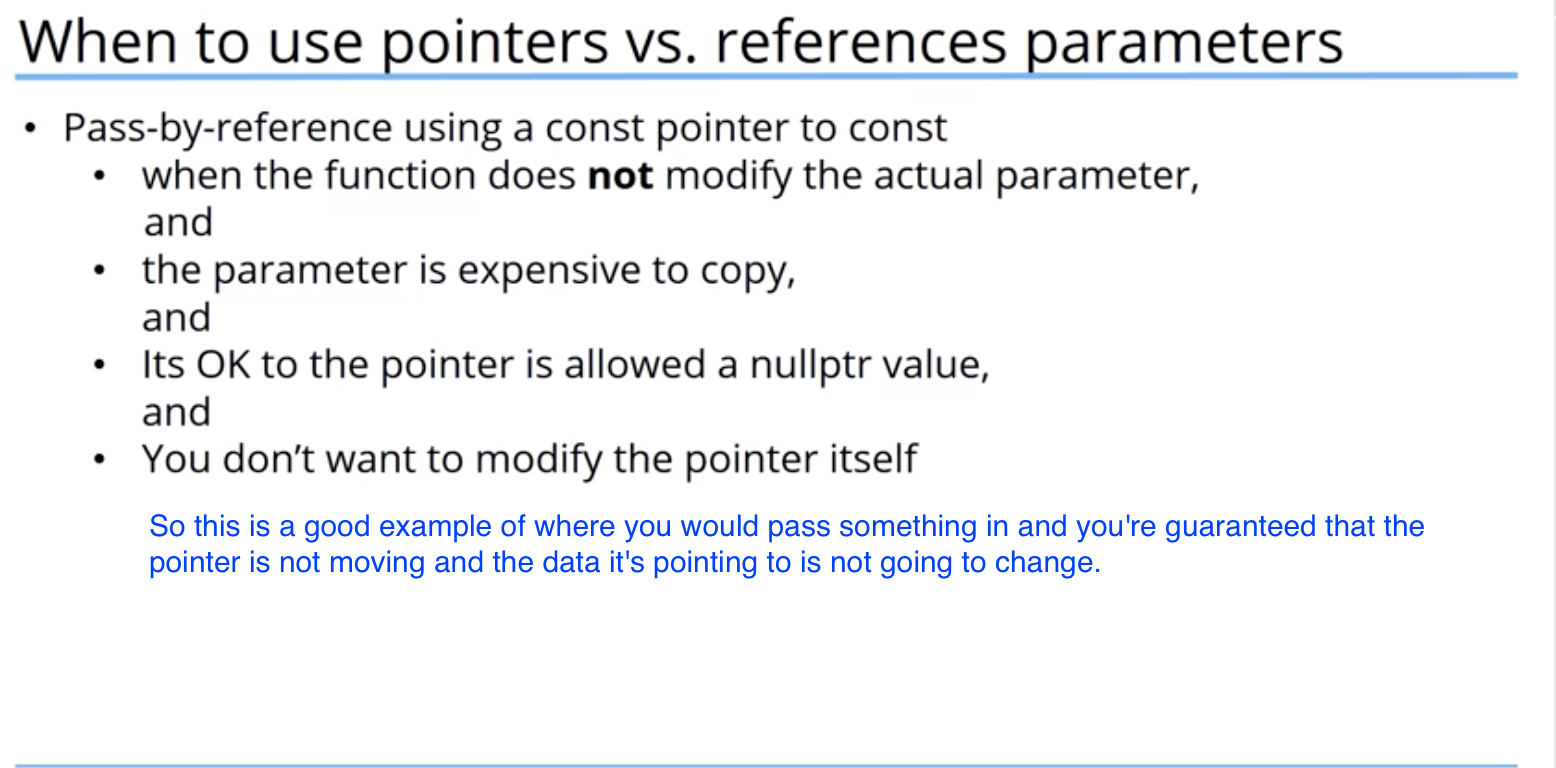 When to use pointers vs. references parameters
• Pass-by-reference using a const pointer to const
• when the function does not modify the actual parameter,
and
• the parameter is expensive to copy,
and
• Its OK to the pointer is allowed a nullptr value,
and
• You don’t want to modify the pointer itself
So this is a good example of where you would pass something in and you're guaranteed that the
pointer is not moving and the data it's pointing to is not going to change.